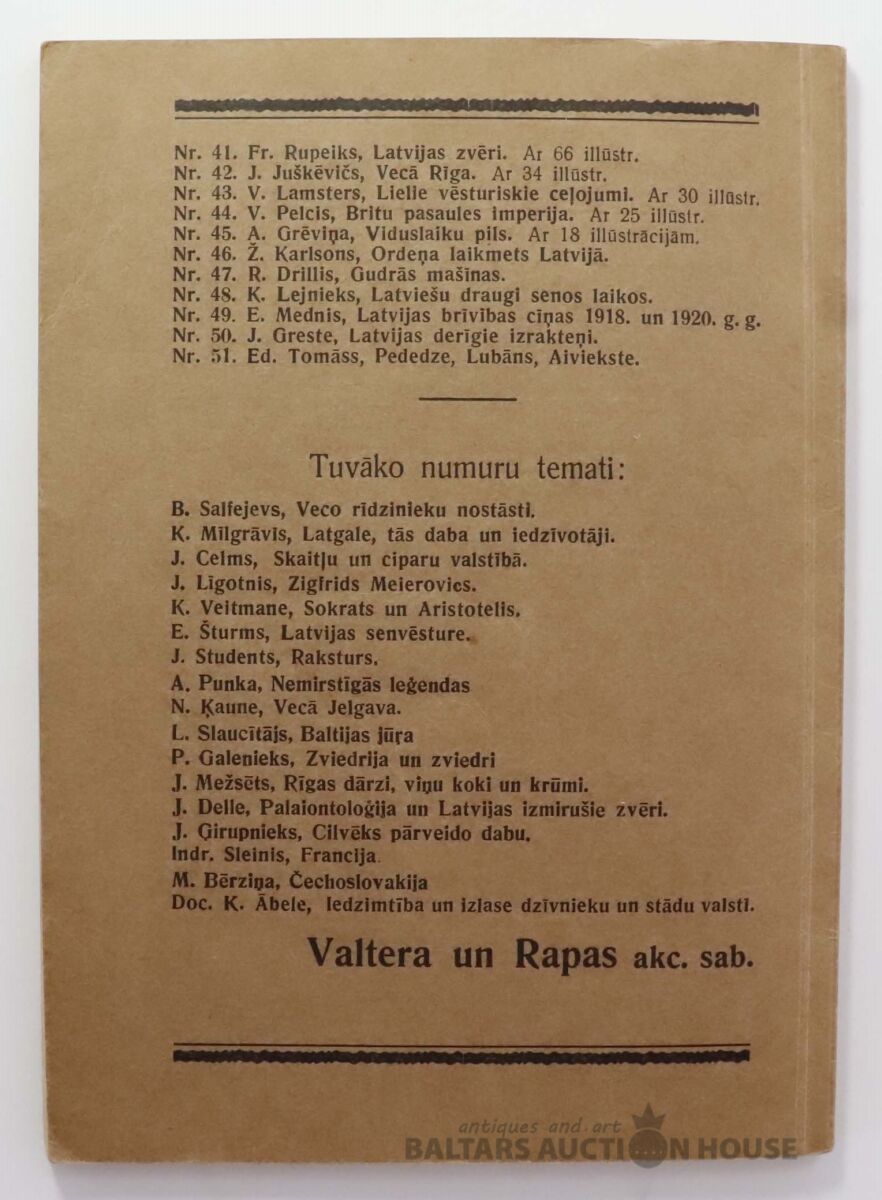 Nr. 41. Fr. Rupeiks, Latvijas zvēri. Ar 66 illūstr.
Nr. 42. J. Juškēvičs, Vecā Rīga. Ar 34 illūstr.
Nr. 43. V. Lamsters, Lielie vēsturiskie ceļojumi. Ar 30 illūstr.
Nr. 44. V. Pelcis, Britu pasaules imperija. Ar 25 illūstr.
Nr. 45. A. Grēviņa, Viduslaiku pils. Ar 18 illūstrācijām.
Nr. 46. Ž. Karlsons, Ordeņa laikmets Latvijā.
Nr. 47. R. Drillis, Gudrās mašīnas.
Nr. 48. K. Lejnieks, Latviešu draugi senos laikos.
Nr. 49. E. Mednis, Latvijas brīvības cīņas 1918. un 1920. g. g.
Nr. 50. J. Greste, Latvijas derīgie izrakteņi.
Nr. 51. Ed. Tomāss, Pededze, Lubāns, Aiviekste.
Tuvāko numuru temati:
B. Salfejevs, Veco rīdzinieku nostāsti.
K. Milgrāvis, Latgale, tās daba un iedzīvotāji.
J. Celms, Skaitļu un ciparu valstībā.
J. Līgotnis, Zigfrids Meierovics.
K. Veitmane, Sokrats un Aristotelis.
E. Šturms, Latvijas senvēsture.
J. Students, Raksturs.
A. Punka, Nemirstīgās leģendas
N. Ķaune, Vecā Jelgava.
L. Slaucītājs, Baltijas jūra
P. Galenieks, Zviedrija un zviedri
J. Mežsēts, Rīgas dārzi, viņu koki un krūmi.
J. Delle, Palaiontoloģija un Latvijas izmirušie zvēri.
J. Ģirupnieks, Cilvēks pārveido dabu.
Indr. Sleinis, Francija.
M. Bērziņa, Čechoslovakija
Doc. K. Ābele, Iedzimtība un izlase dzīvnieku un stādu valstī.
Valtera un Rapas akc. sab.
antiques and art
BALTARS AUCTION HOUSE